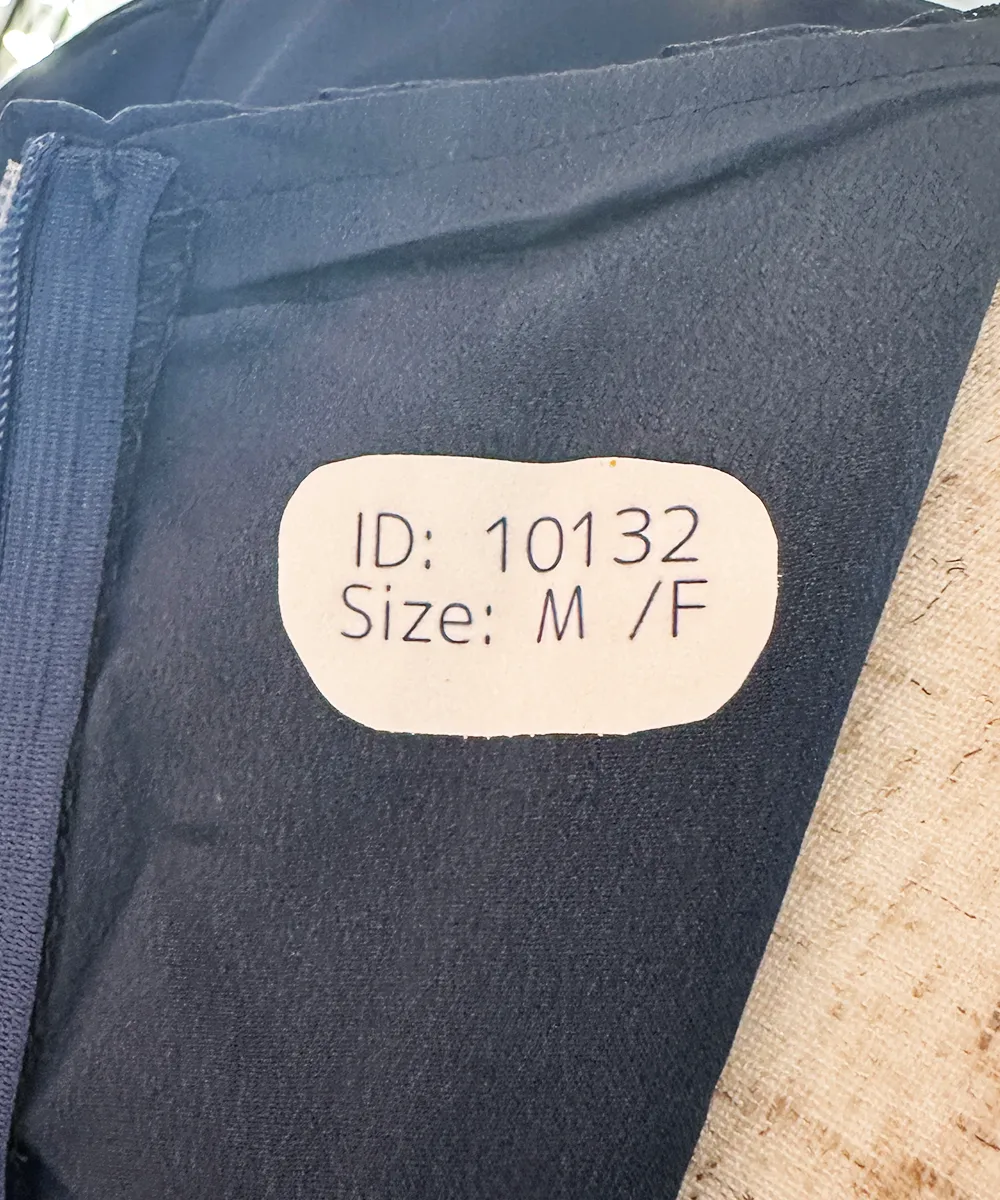 ID: 10132
Size: M /F